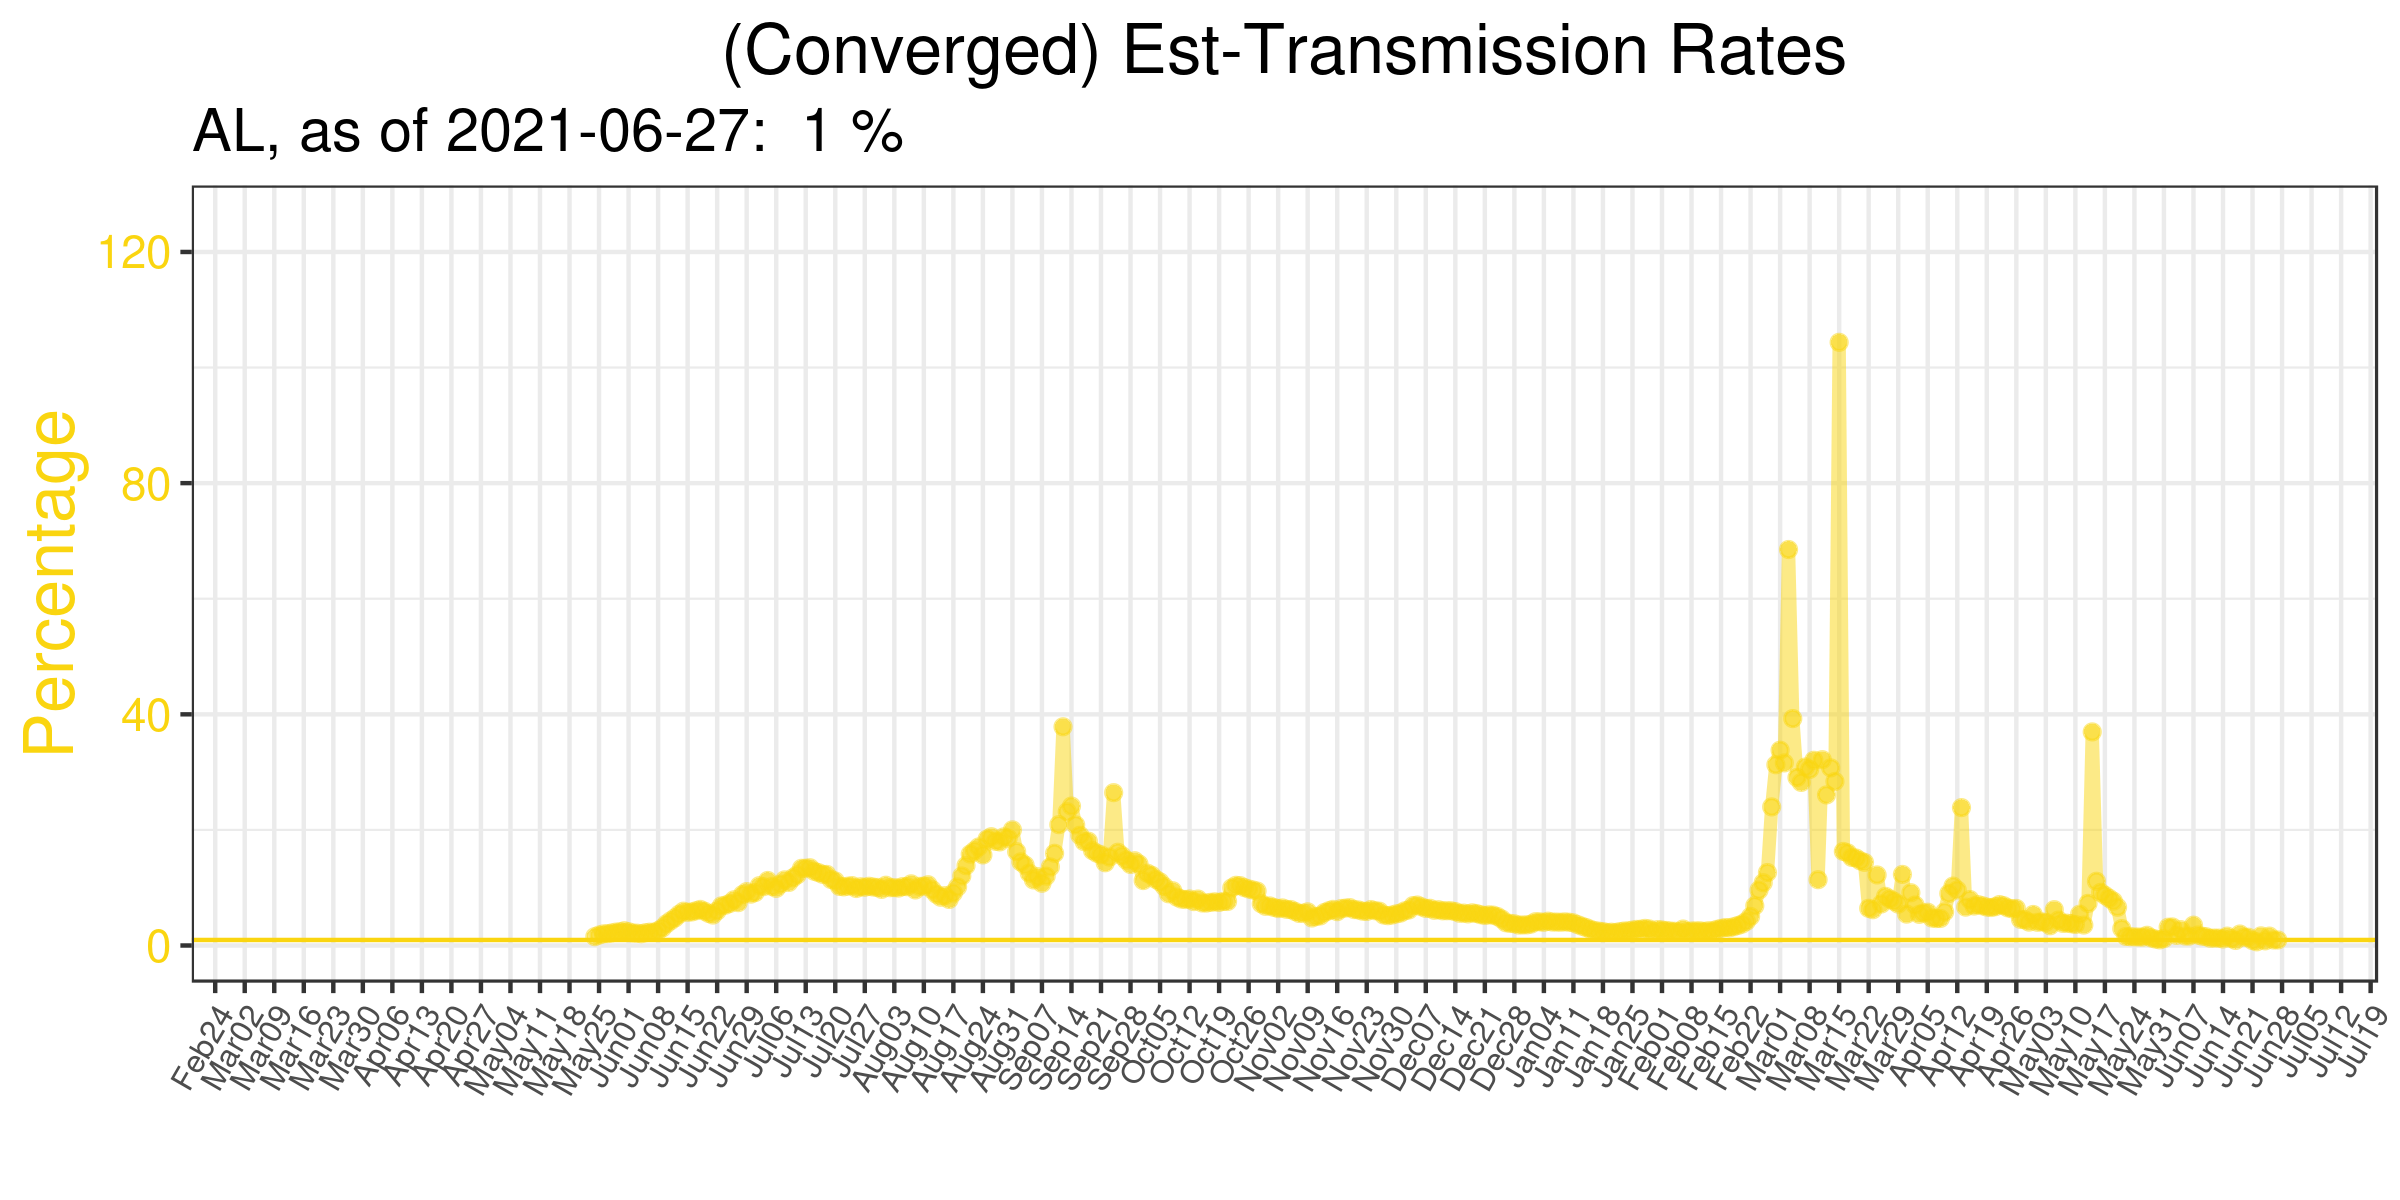 (Converged) Est-Transmission Rates
AL, as of 2021-06-27: 1 %
Percentage
120
80
40
0
Feb24
Mar02
Mar09
Mar16
Mar23
Mar30
Apr06
Apr13
Apr20
Apr27
May04
May11
May18
May25
Jun01
Jun08
Jun15
Jun22
Jun29
Jul06
Jul13
Jul20
Jul27
Aug03
Aug10
Aug17
Aug24
Aug31
Sep07
Sep14
Sep21
Sep28
Oct05
Oct12
Oct19
Oct26
Nov02
Nov09
Nov16
Nov23
Nov30
Dec07
Dec14
Dec21
Dec28
Jan04
Jan11
Jan18
Jan25
Feb01
Feb08
Feb15
Feb22
Mar01
Mar08
Mar15
Mar22
Mar29
Apr05
Apr12
Apr19
Apr26
May03
May10
May17
May24
May31
Jun07
Jun14
Jun21
Jun28
Jul05
Jul12
Jul19